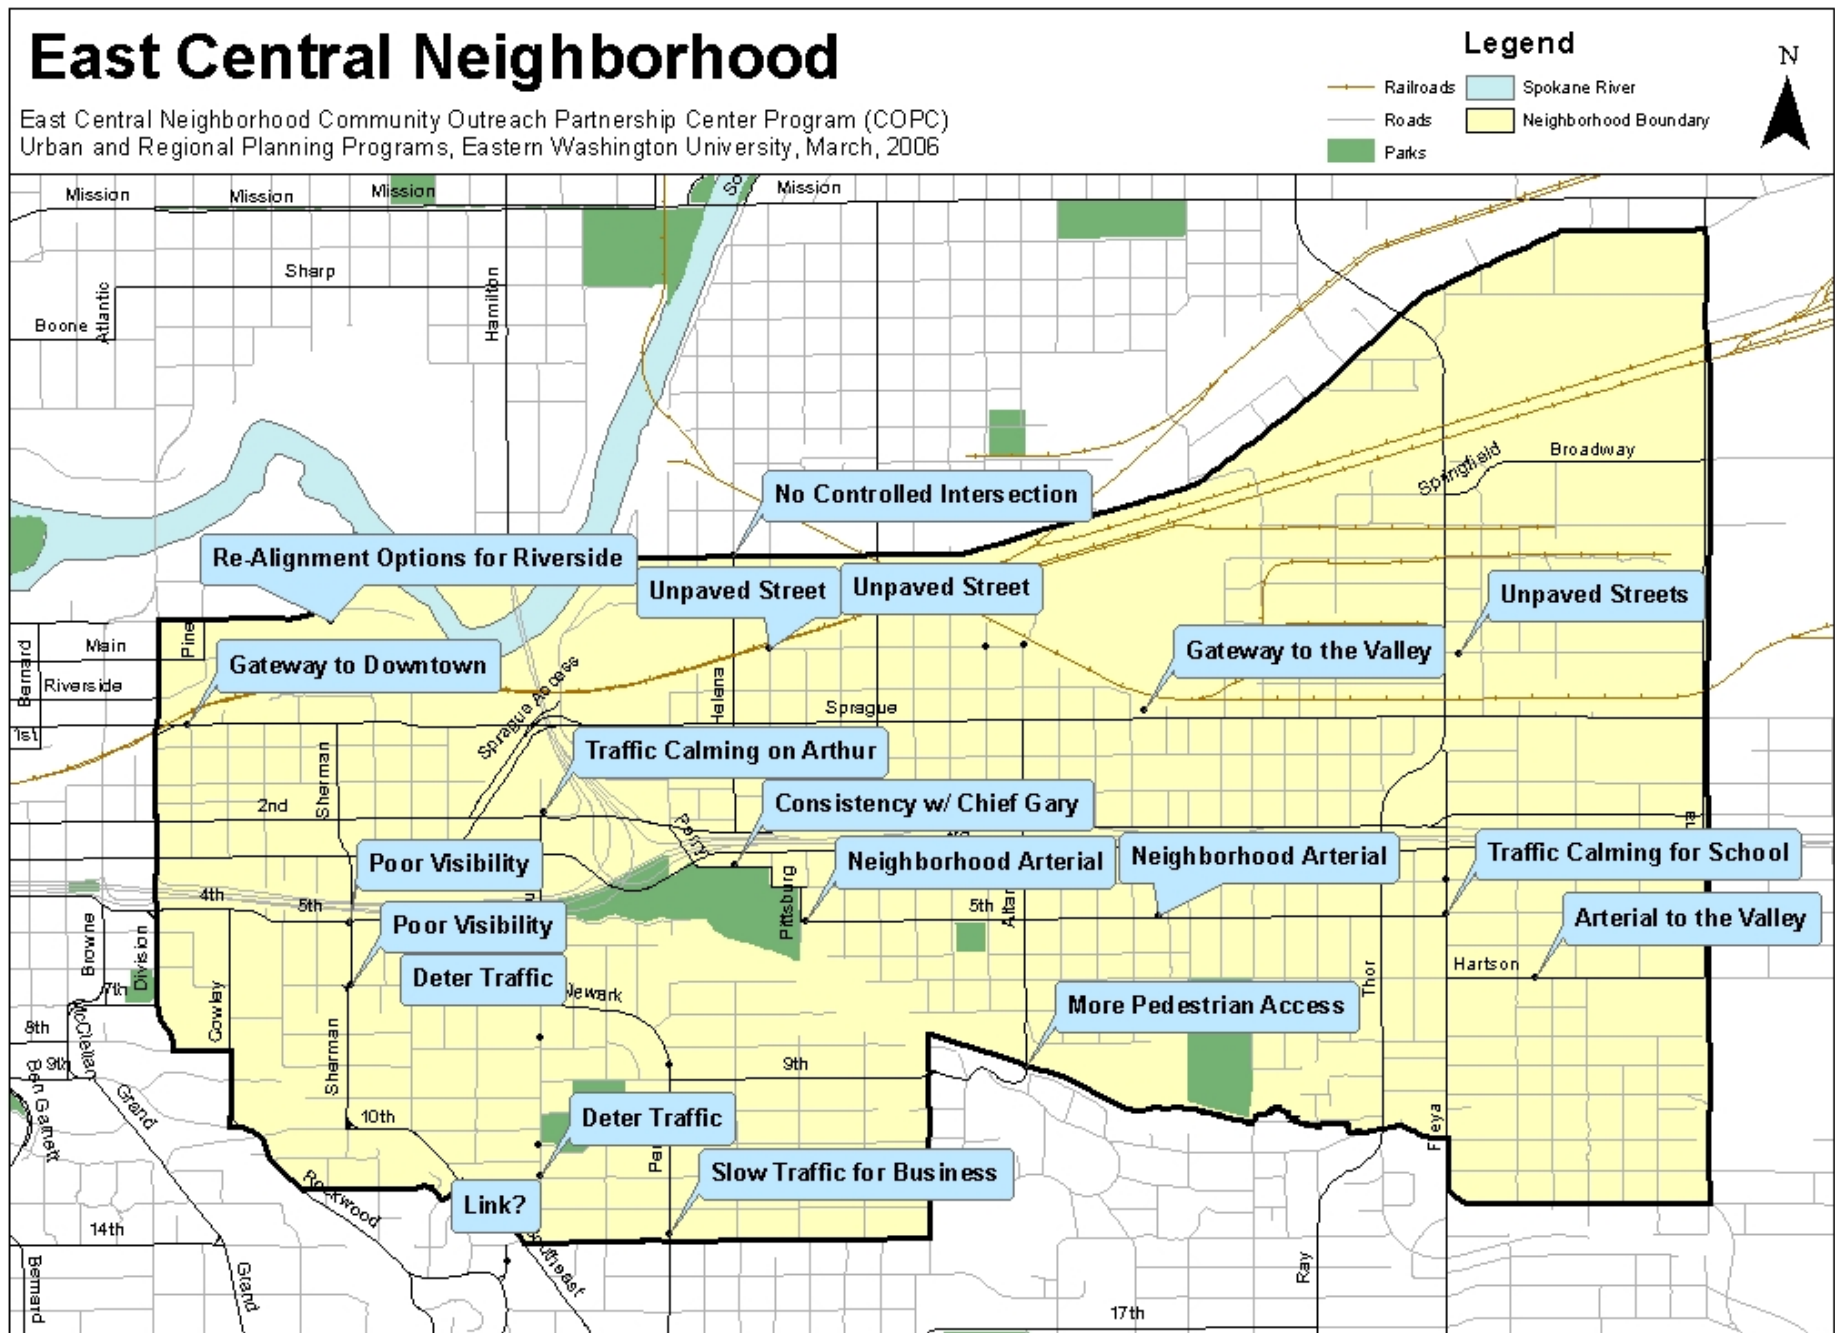 East Central Neighborhood
East Central Neighborhood Community Outreach Partnership Center Program (COPC)
Urban and Regional Planning Programs, Eastern Washington University, March, 2006
Legend
Railroads
Spokane River
Roads
Neighborhood Boundary
Parks
N
Mission
Mission
Mission
Mission
Sharp
Atlantic
Hamilton
Boone
Springfield
Broadway
No Controlled Intersection
Re-Alignment Options for Riverside
Unpaved Street
Unpaved Street
Unpaved Streets
Main
Pine
Bernard
Riverside
Gateway to Downtown
Gateway to the Valley
Sprague Access
Helena
Sprague
1st
Traffic Calming on Arthur
Sherman
2nd
Consistency w/ Chief Gary
Perry
Poor Visibility
Neighborhood Arterial
Neighborhood Arterial
Traffic Calming for School
4th
5th
Pittsburg
5th
Altar
Arterial to the Valley
Poor Visibility
Browne
Division
Deter Traffic
Hartson
Thor
7th
Cowley
More Pedestrian Access
8th
McClellan
Sherman
9th
9th
Ben Garnett
Grand
10th
Deter Traffic
Freya
Slow Traffic for Business
Rockwood
Link?
14th
Bernard
Grand
Ray
17th